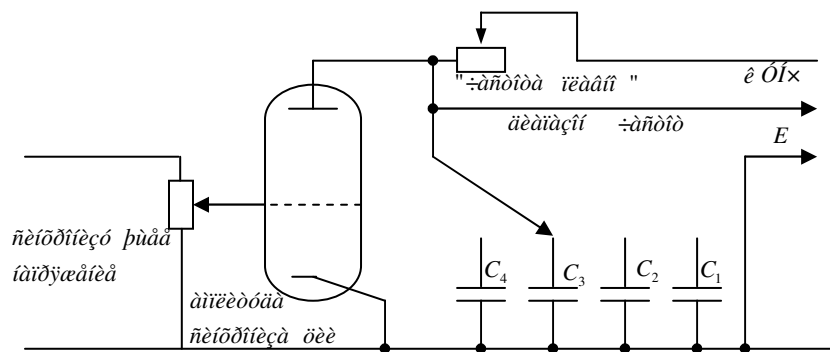 "÷àñòîòà ïëàâíî "
ê ÓÍ×
äèàïàçîí ÷àñòîò
E
ñèíõðîíèçó þùåå
íàïðÿæåíèå
C4
C3
C2
C1
àìïëèòóäà
ñèíõðîíèçà öèè